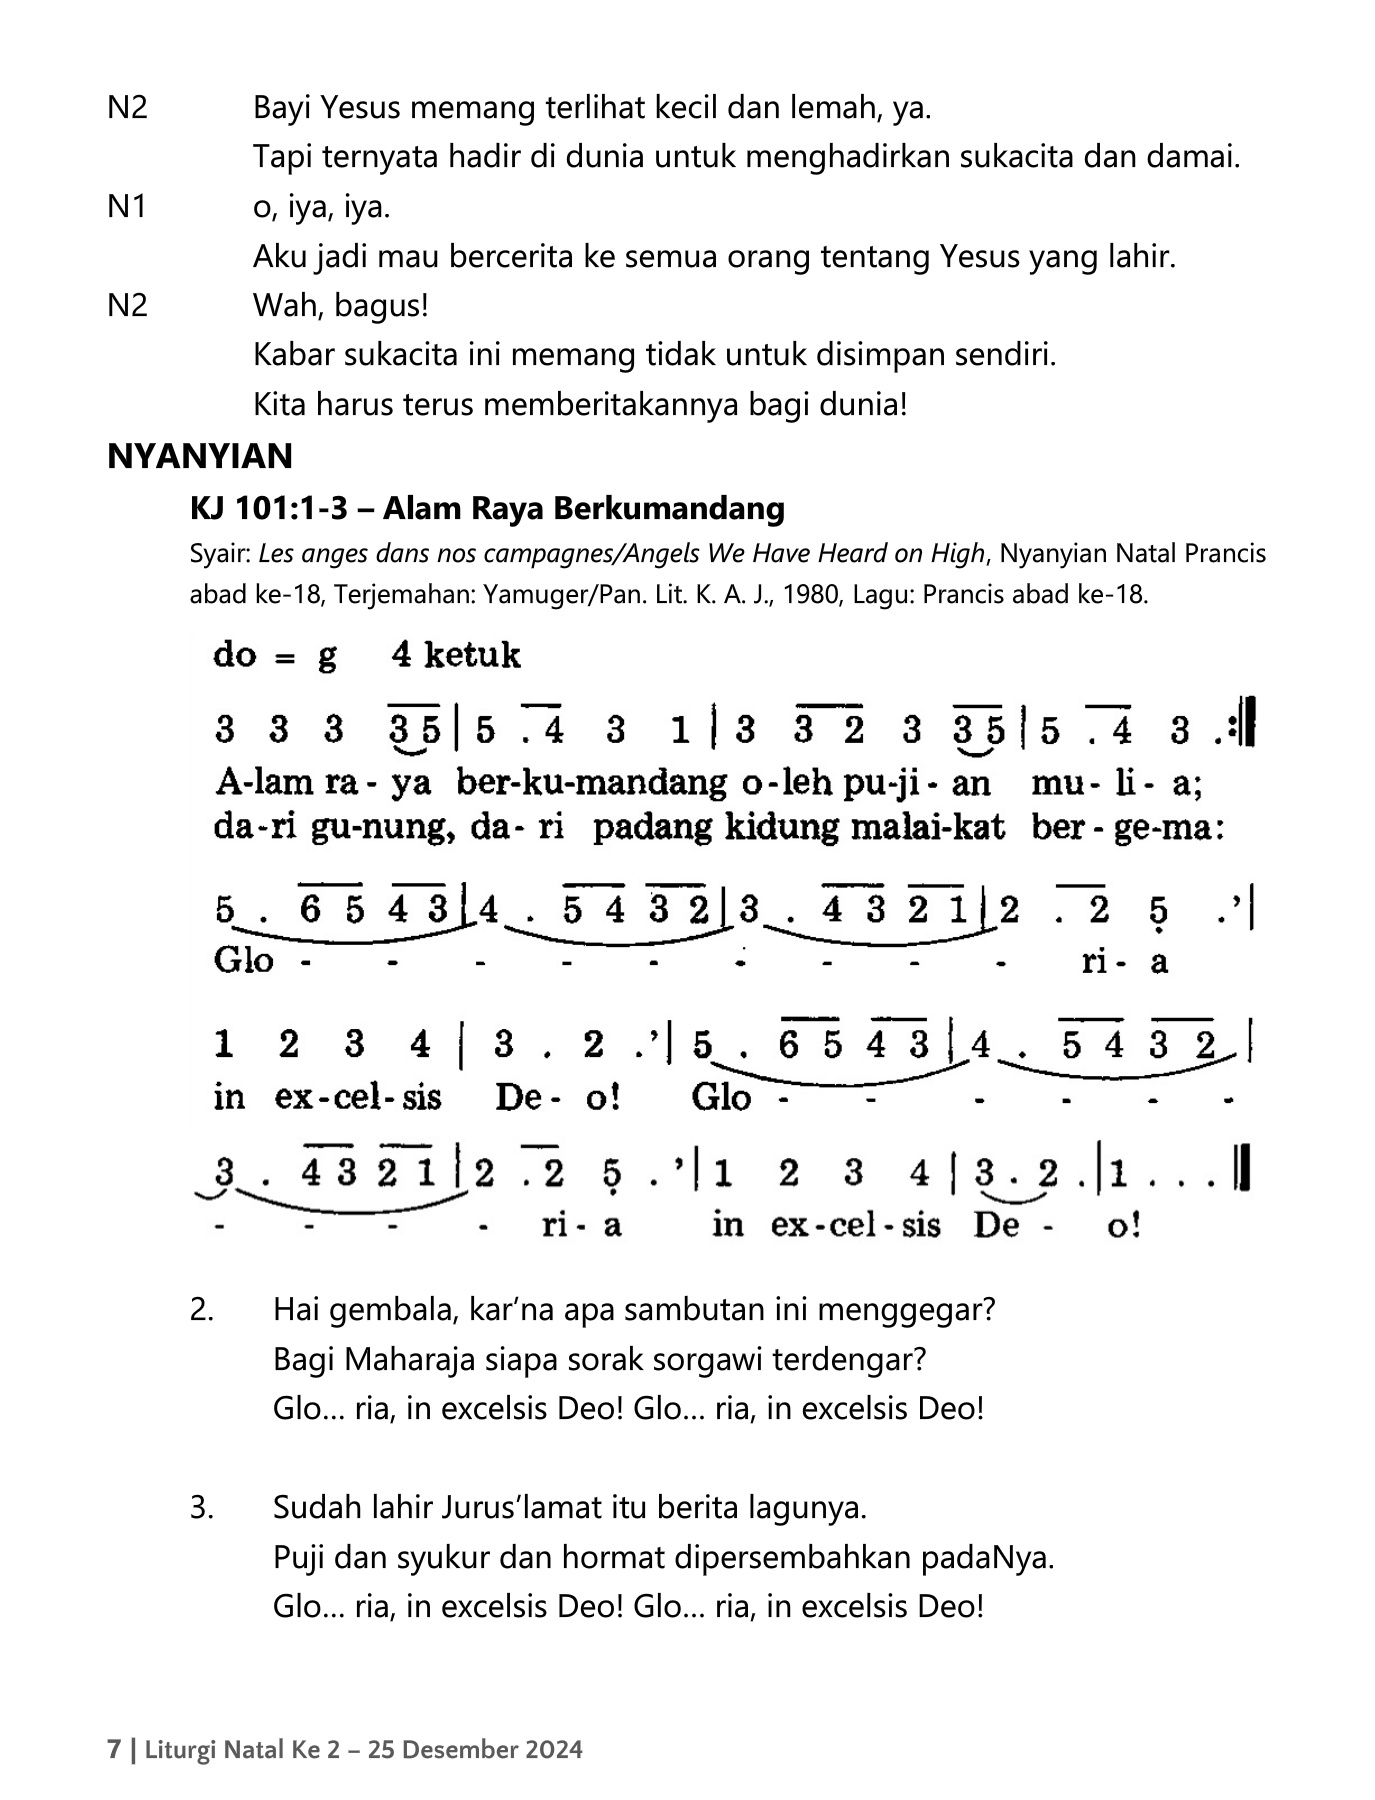 N2 Bayi Yesus memang terlihat kecil dan lemah, ya.
Tapi ternyata hadir di dunia untuk menghadirkan sukacita dan damai.
N1 o, iya, iya.
Aku jadi mau bercerita ke semua orang tentang Yesus yang lahir.
N2 Wah, bagus!
Kabar sukacita ini memang tidak untuk disimpan sendiri.
Kita harus terus memberitakannya bagi dunia!
NYANYIAN
KJ 101:1-3 – Alam Raya Berkumandang
Syair: Les anges dans nos campagnes/Angels We Have Heard on High, Nyanyian Natal Prancis
abad ke-18, Terjemahan: Yamuger/Pan. Lit. K. A. J., 1980, Lagu: Prancis abad ke-18.
do = g 4 ketuk
3 3 3 3 5 | 5 . 4 3 1 | 3 3 2 3 3 5 | 5 . 4 3 . :||
A-lam ra - ya ber-ku-mandang o-leh pu-ji - an mu- li - a;
da-ri gu-nung, da- ri padang kidung malai-kat ber - ge-ma:
5 . 6 5 4 3 | 4 . 5 4 3 2 | 3 . 4 3 2 1 | 2 . 2 5̣ . ’ |
Glo - - - - - - - - - ri - a
1 2 3 4 | 3 . 2 . ’ | 5 . 6 5 4 3 | 4 . 5 4 3 2 |
in ex-cel- sis De - o! Glo - - - - - -
3 . 4 3 2 1 | 2 . 2 5̣ . ’ | 1 2 3 4 | 3 . 2 . | 1 . . . ||
- - - - ri - a in ex-cel - sis De - o!
2. Hai gembala, kar’na apa sambutan ini menggegar?
Bagi Maharaja siapa sorak sorgawi terdengar?
Glo... ria, in excelsis Deo! Glo... ria, in excelsis Deo!
3. Sudah lahir Jurus’lamat itu berita lagunya.
Puji dan syukur dan hormat dipersembahkan padaNya.
Glo... ria, in excelsis Deo! Glo... ria, in excelsis Deo!
7 | Liturgi Natal Ke 2 – 25 Desember 2024